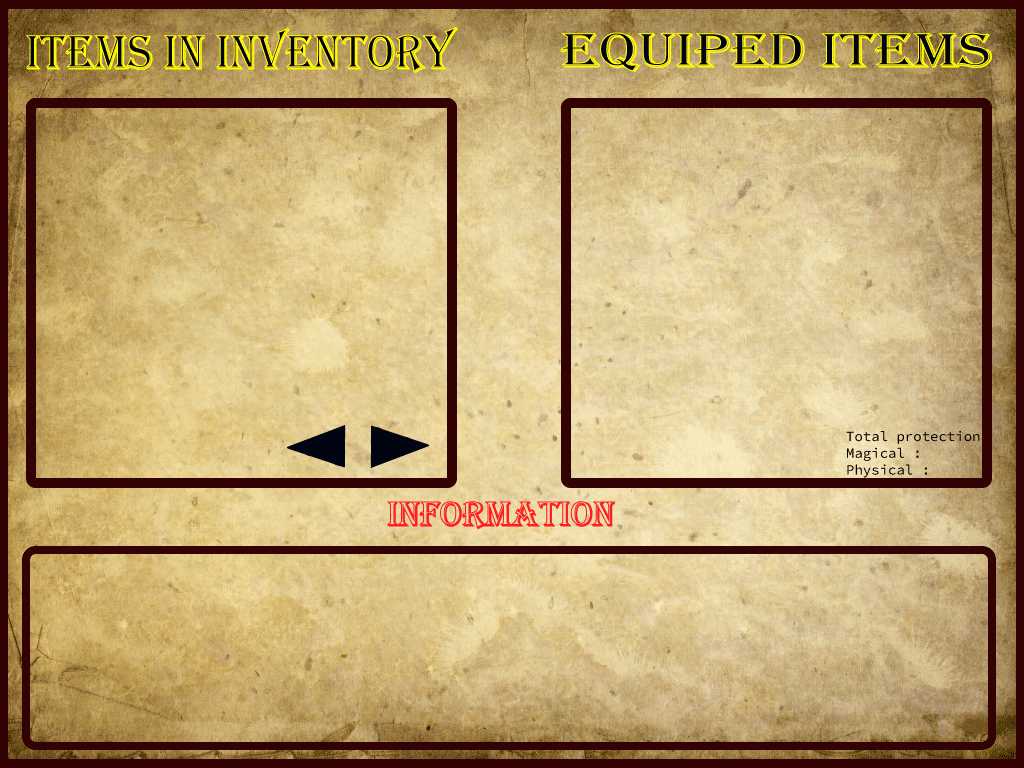 ITEMS IN INVENTORY
EQUIPED ITEMS
Total protection
Magical :
Physical :
INFORMATION